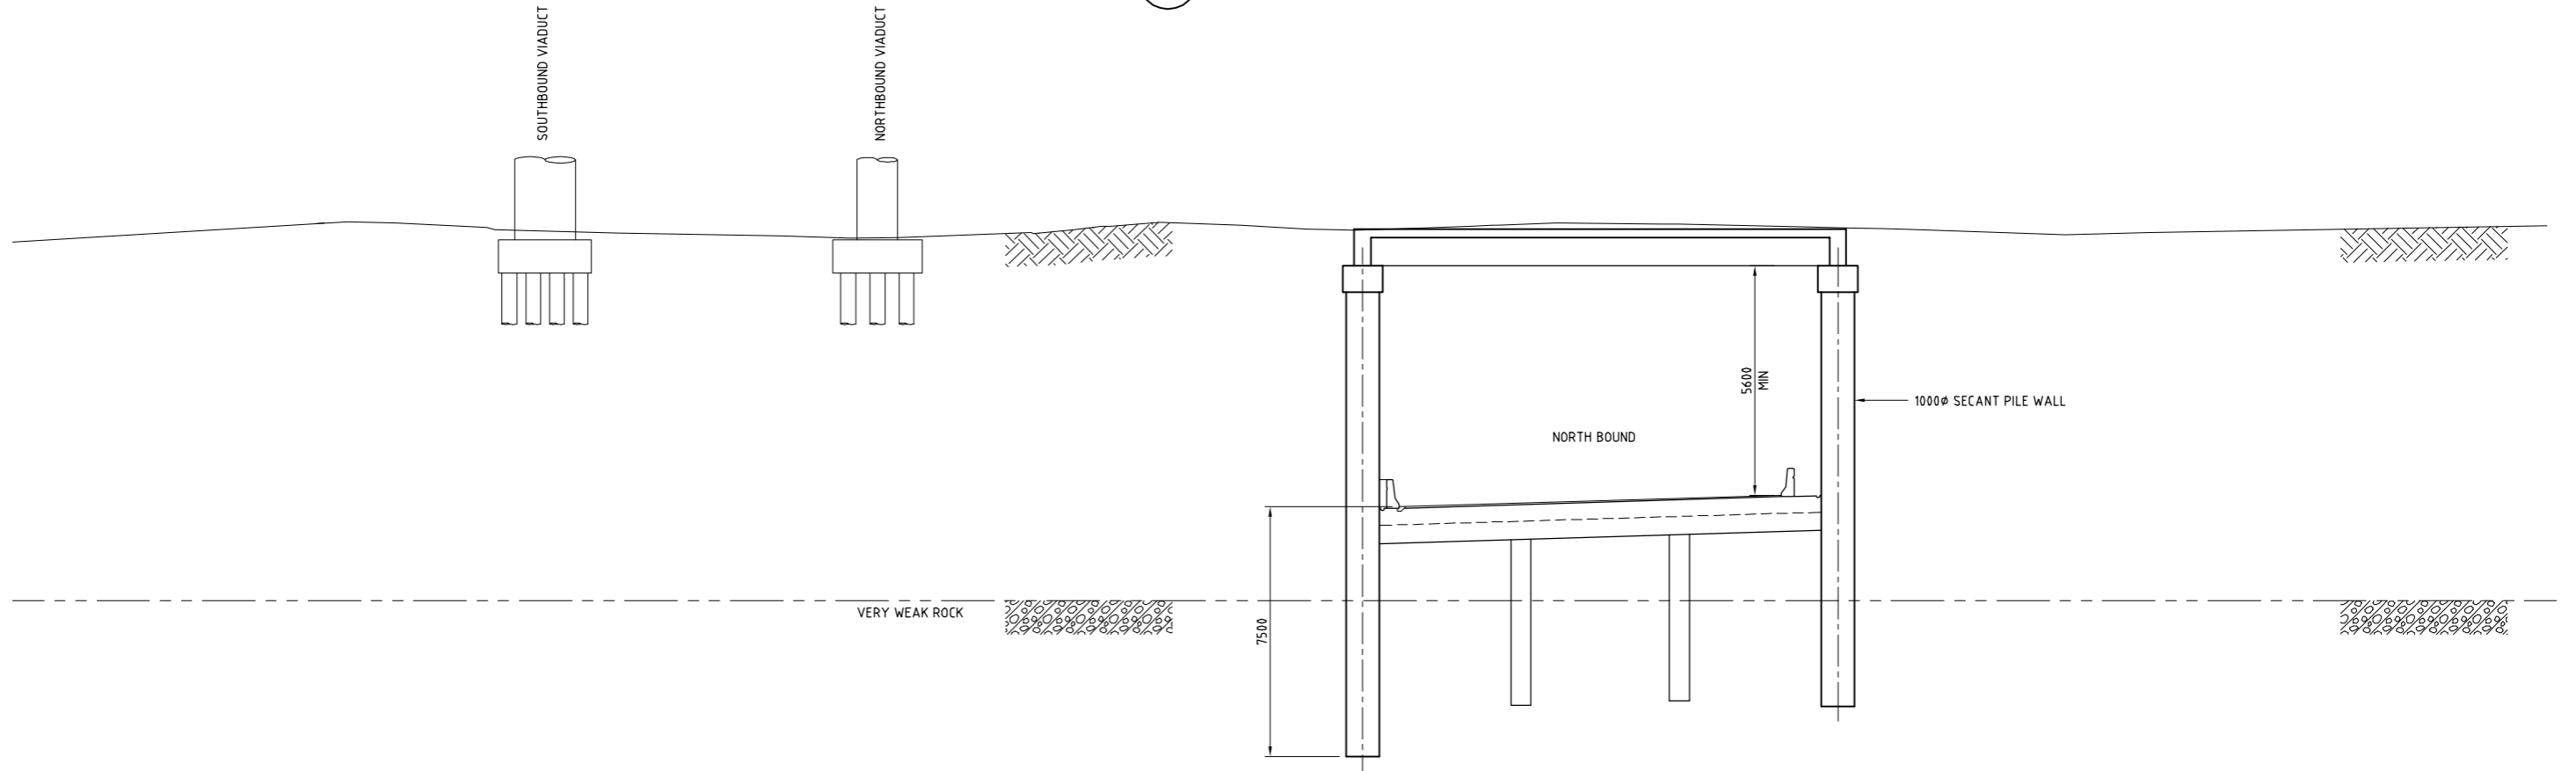 SOUTHBOUND VIADUCT
NORTHBOUND VIADUCT
5600
MIN
1000Ø SECANT PILE WALL
NORTH BOUND
VERY WEAK ROCK
7500